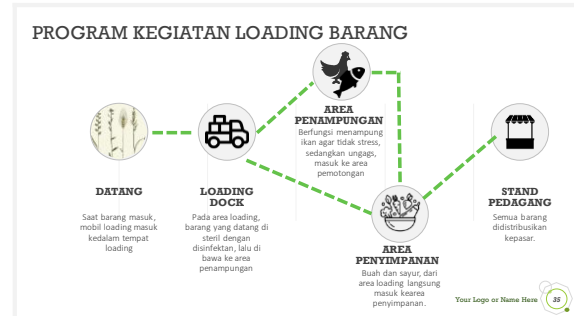 PROGRAM KEGIATAN LOADING BARANG
DATANG
Saat barang masuk,
mobil loading masuk
kedalam tempat
loading
LOADING
DOCK
Pada area loading,
barang yang datang di
steril dengan
disinfektan, lalu di
bawa ke area
penampungan
AREA
PENAMPUNGAN
Berfungsi menampung
ikan agar tidak stress,
sedangkan ungags,
masuk ke area
pemotongan
AREA
PENYIMPANAN
Buah dan sayur, dari
area loading langsung
masuk kearea
penyimpanan.
STAND
PEDAGANG
Semua barang
didistribusikan
kepasar.
Your Logo or Name Here
35